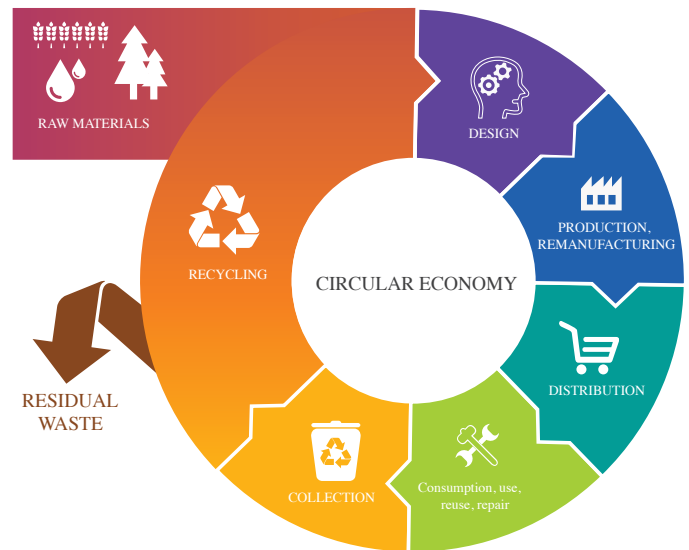 RAW MATERIALS
DESIGN
PRODUCTION,
REMANUFACTURING
DISTRIBUTION
Consumption, use,
reuse, repair
COLLECTION
RECYCLING
CIRCULAR ECONOMY
RESIDUAL
WASTE